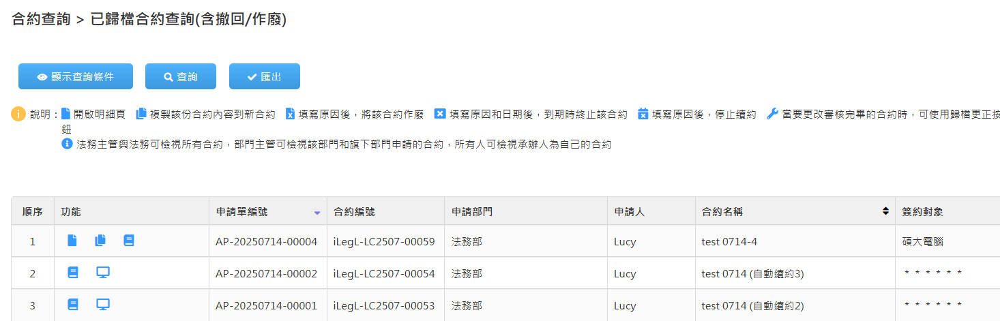 合約查詢 > 已歸檔合約查詢(含撤回/作廢)
顯示查詢條件 查詢 匯出
說明： 開啟明細頁 複製該份合約內容到新合約 填寫原因後，將該合約作廢 填寫原因和日期後，到期時終止該合約 填寫原因後，停止續約 當要更改審核完畢的合約時，可使用歸檔更正按
鈕
法務主管與法務可檢視所有合約，部門主管可檢視該部門和旗下部門申請的合約，所有人可檢視承辦人為自己的合約
順序 功能 申請單編號 合約編號 申請部門 申請人 合約名稱 簽約對象
1 AP-20250714-00004 iLegL-LC2507-00059 法務部 Lucy test 0714-4 碩大電腦
2 AP-20250714-00002 iLegL-LC2507-00054 法務部 Lucy test 0714 (自動續約3) ＊＊＊＊＊＊
3 AP-20250714-00001 iLegL-LC2507-00053 法務部 Lucy test 0714 (自動續約2) ＊＊＊＊＊＊